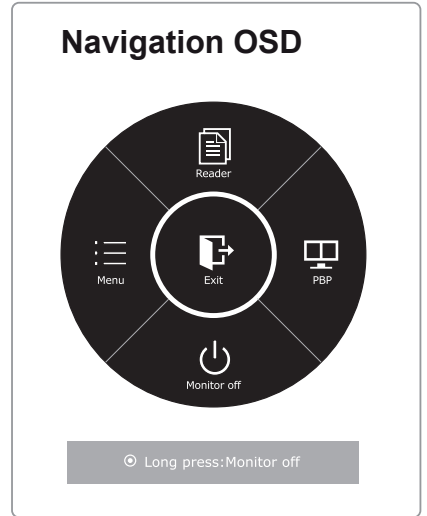 Navigation OSD
Reader
Menu
Exit
PBP
Monitor off
Long press:Monitor off